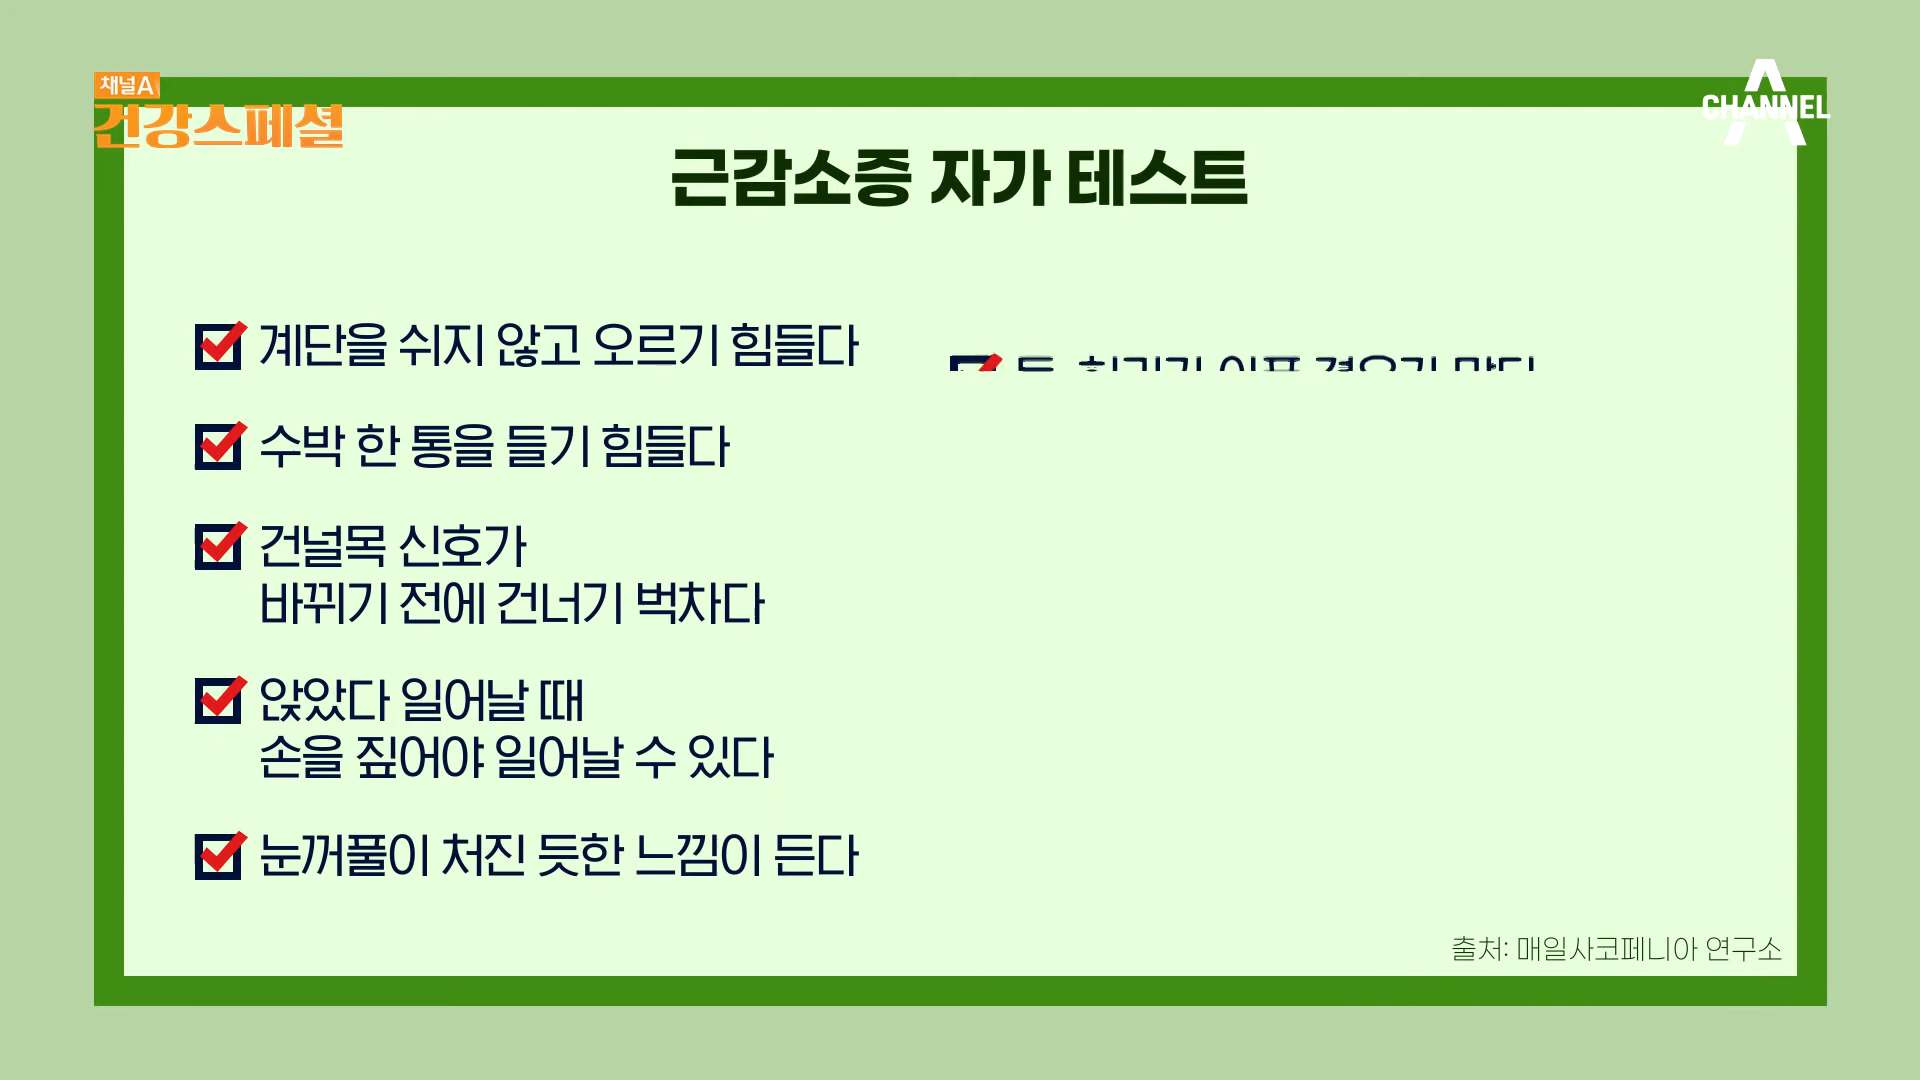 채널A
건강스페셜
CHANNEL A
근감소증 자가 테스트
계단을 쉬지 않고 오르기 힘들다
수박 한 통을 들기 힘들다
건널목 신호가
바뀌기 전에 건너기 벅차다
앉았다 일어날 때
손을 짚어야 일어날 수 있다
눈꺼풀이 처진 듯한 느낌이 든다
출처: 매일사코페니아 연구소